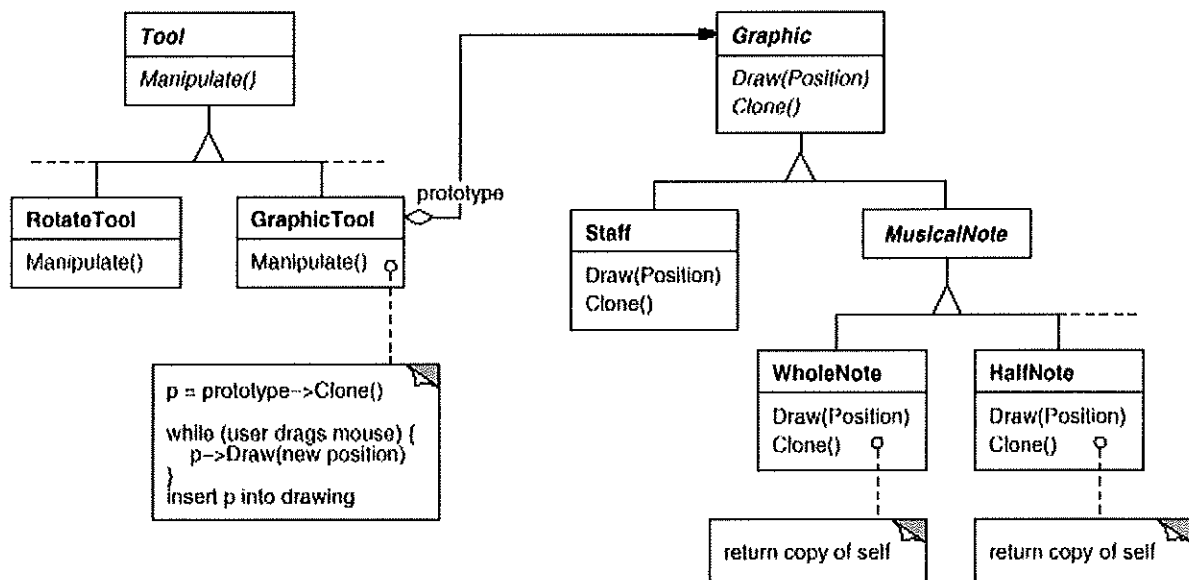 Tool
Manipulate()
Graphic
Draw(Position)
Clone()
prototype
RotateTool
Manipulate()
GraphicTool
Manipulate()
Staff
Draw(Position)
Clone()
MusicalNote
p = prototype->Clone()
while (user drags mouse) {
p->Draw(new position)
}
insert p into drawing
WholeNote
Draw(Position)
Clone()
HalfNote
Draw(Position)
Clone()
return copy of self
return copy of self